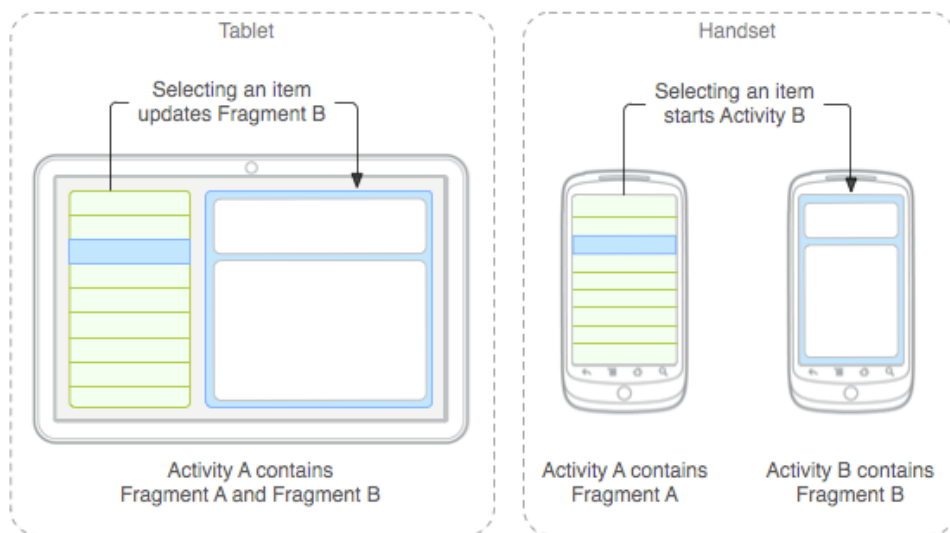 Tablet
Selecting an item
updates Fragment B
Activity A contains
Fragment A and Fragment B
Handset
Selecting an item
starts Activity B
Activity A contains
Fragment A
Activity B contains
Fragment B